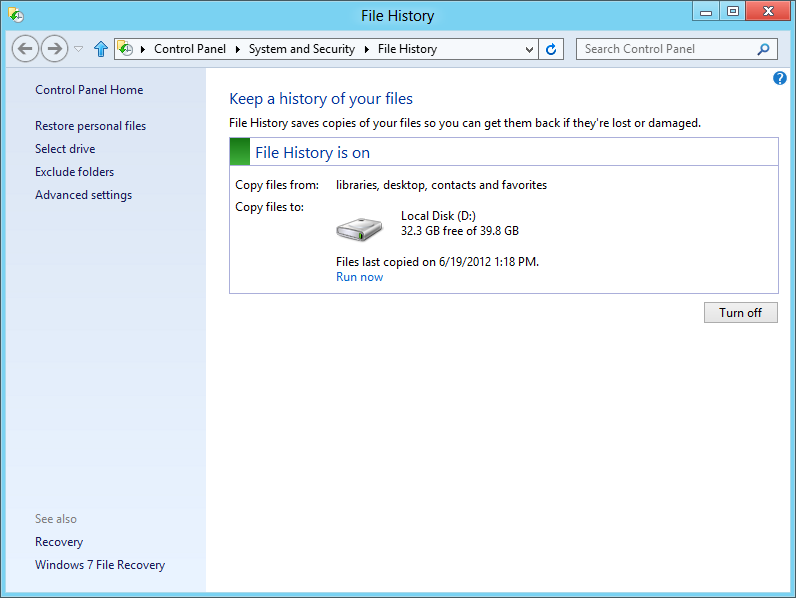 File History
Control Panel
System and Security
File History
Search Control Panel
Control Panel Home
Restore personal files
Select drive
Exclude folders
Advanced settings
See also
Recovery
Windows 7 File Recovery
Keep a history of your files
File History saves copies of your files so you can get them back if they're lost or damaged.
File History is on
Copy files from: libraries, desktop, contacts and favorites
Copy files to:
Local Disk (D:)
32.3 GB free of 39.8 GB
Files last copied on 6/19/2012 1:18 PM.
Run now
Turn off